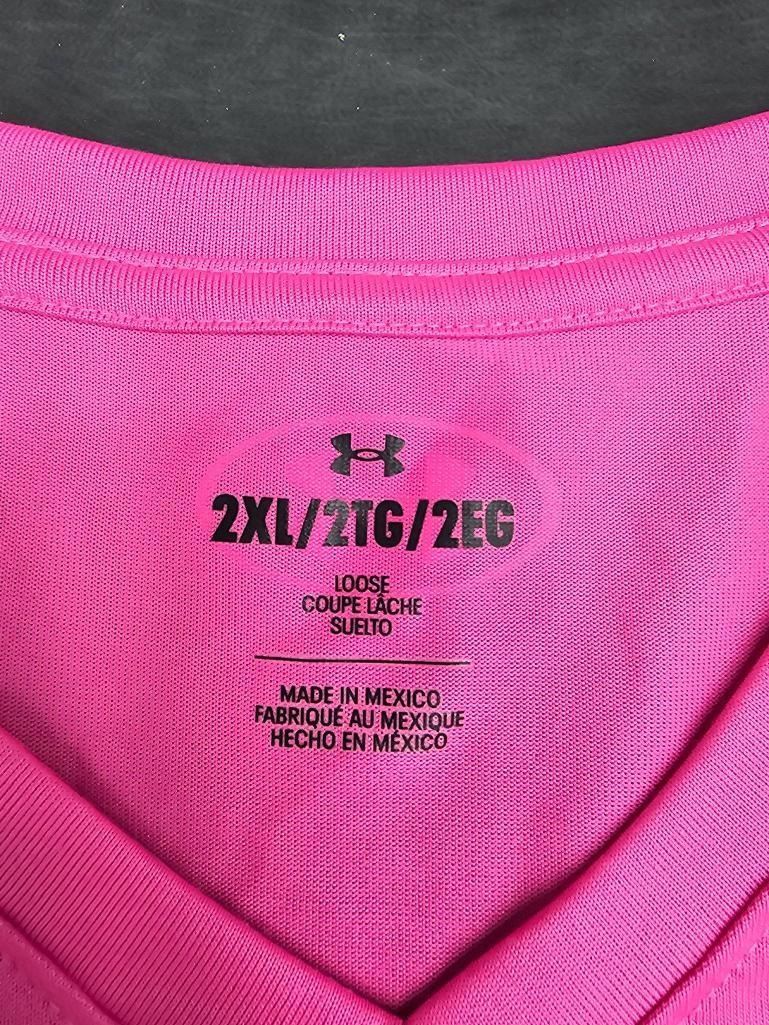 2XL/2TG/2EG
LOOSE
COUPE LÂCHE
SUELTO
MADE IN MEXICO
FABRIQUÉ AU MEXIQUE
HECHO EN MÉXICO